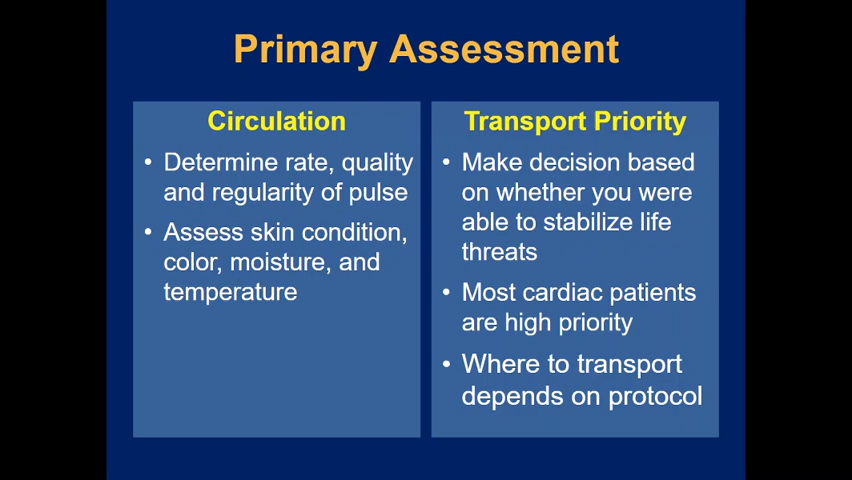 Primary Assessment
Circulation
• Determine rate, quality
and regularity of pulse
• Assess skin condition,
color, moisture, and
temperature
Transport Priority
• Make decision based
on whether you were
able to stabilize life
threats
• Most cardiac patients
are high priority
• Where to transport
depends on protocol